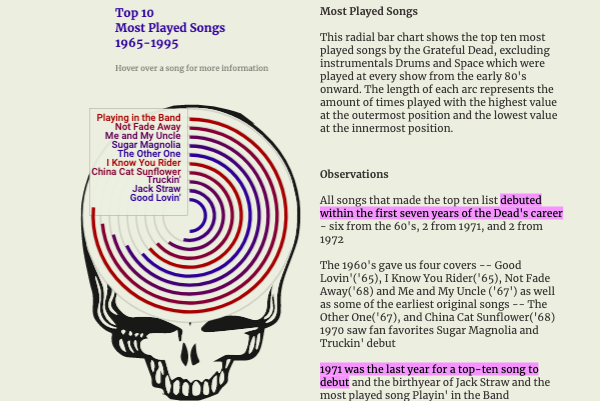 Top 10
Most Played Songs
1965-1995
Hover over a song for more information
Playing in the Band
Not Fade Away
Me and My Uncle
Sugar Magnolia
The Other One
I Know You Rider
China Cat Sunflower
Truckin'
Jack Straw
Good Lovin'
Most Played Songs
This radial bar chart shows the top ten most
played songs by the Grateful Dead, excluding
instrumentals Drums and Space which were
played at every show from the early 80's
onward. The length of each arc represents the
amount of times played with the highest value
at the outermost position and the lowest value
at the innermost position.
Observations
All songs that made the top ten list debuted
within the first seven years of the Dead's career
- six from the 60's, 2 from 1971, and 2 from
1972
The 1960's gave us four covers -- Good
Lovin'('65), I Know You Rider('65), Not Fade
Away('68) and Me and My Uncle ('67') as well
as some of the earliest original songs -- The
Other One('67), and China Cat Sunflower('68)
1970 saw fan favorites Sugar Magnolia and
Truckin' debut
1971 was the last year for a top-ten song to
debut and the birthyear of Jack Straw and the
most played song Playin' in the Band